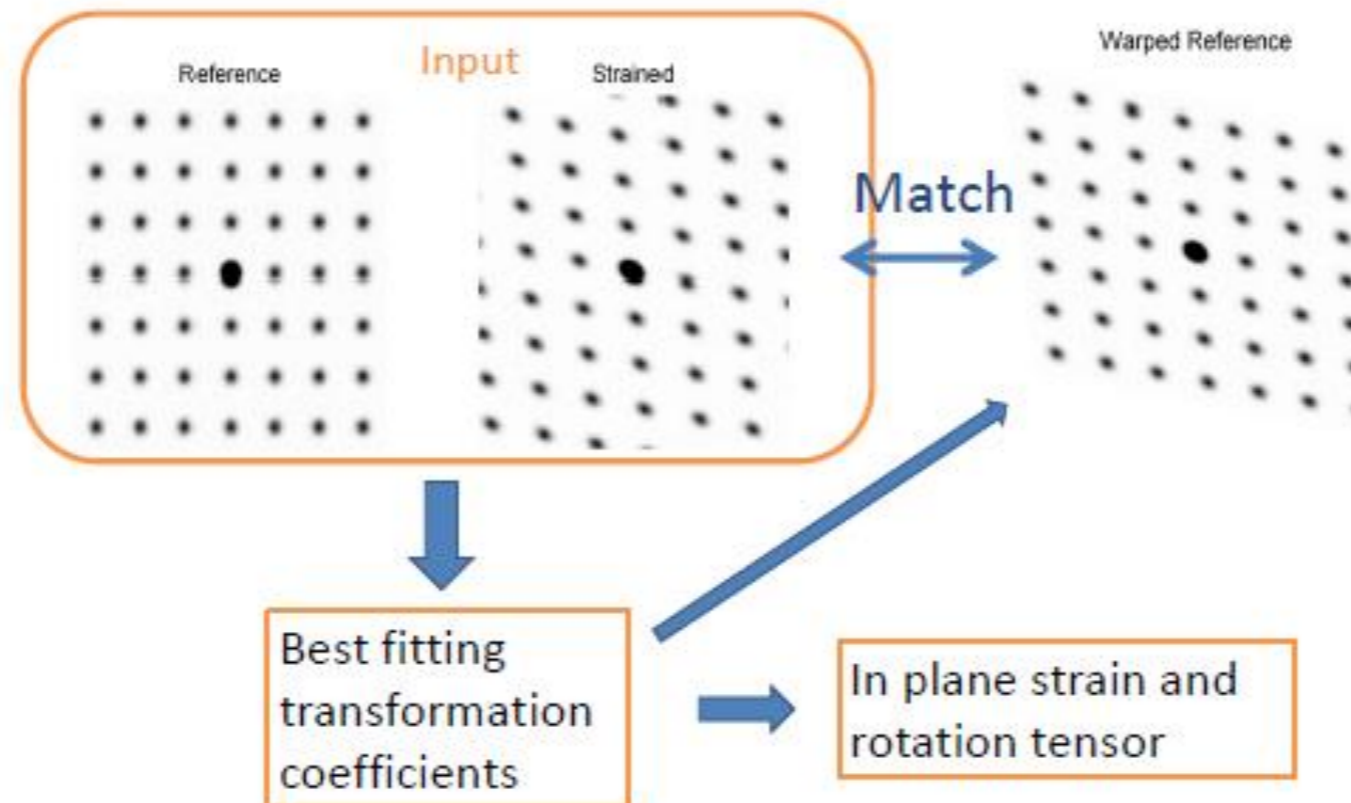 Input
Reference
Strained
Warped Reference
Match
Best fitting
transformation
coefficients
In plane strain and
rotation tensor